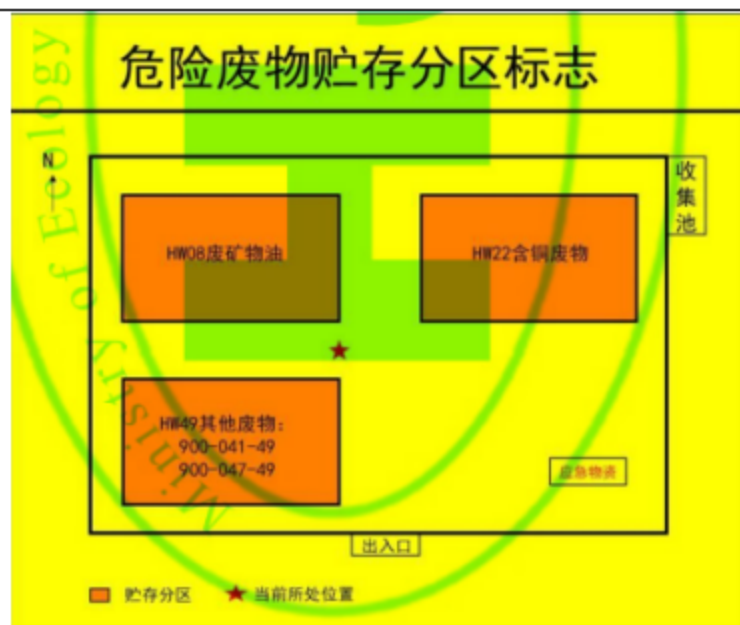 危险废物贮存分区标志
N
收集池
HW08废矿物油
HW22含铜废物
HW49其他废物:
900-041-49
900-047-49
应急物资
出入口
贮存分区
当前所处位置
Ministry of Ecology